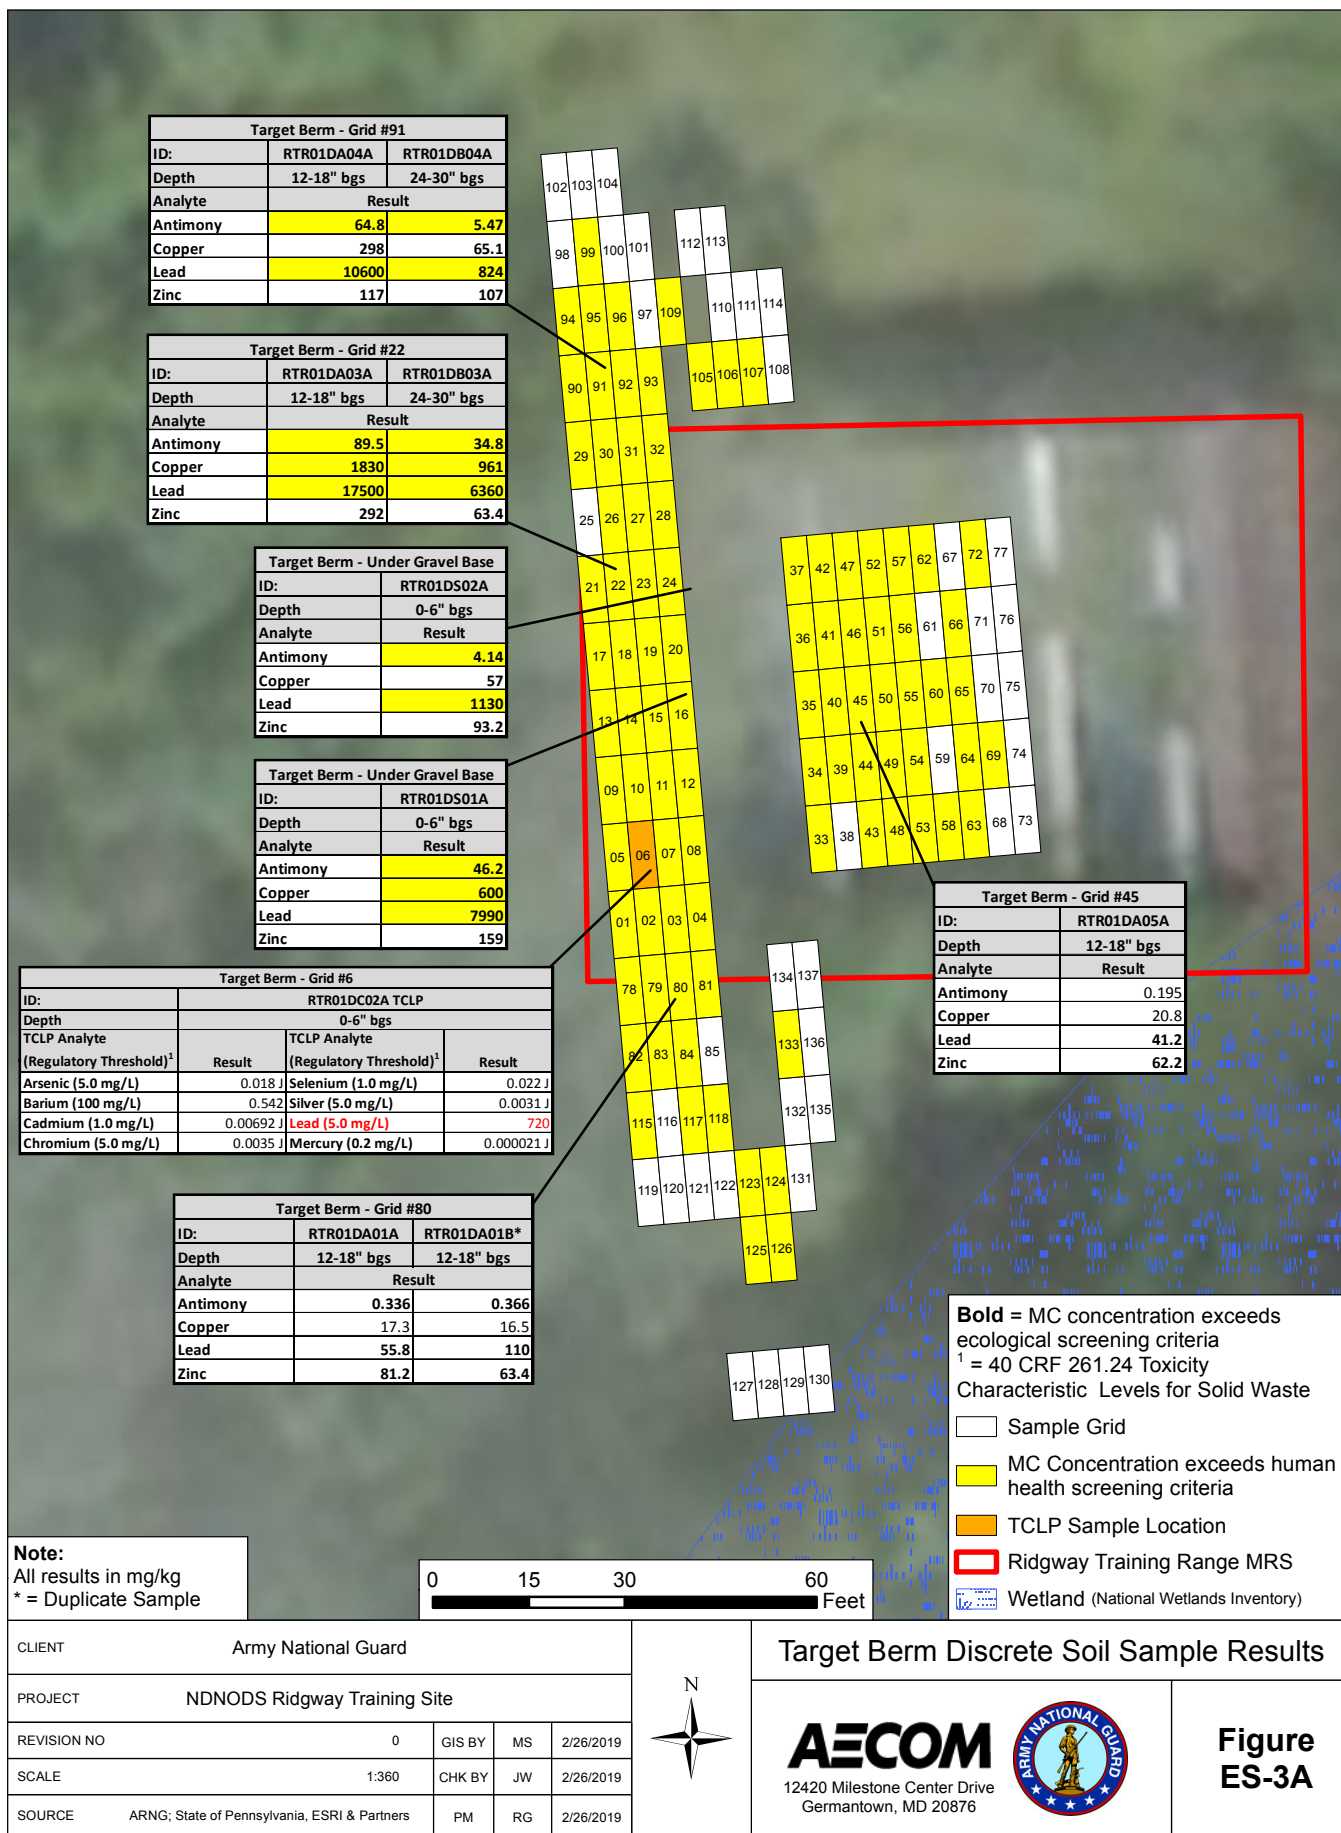 Target Berm - Grid #91
ID: RTR01DA04A RTR01DB04A
Depth 12-18" bgs 24-30" bgs
Analyte Result
Antimony 64.8 5.47
Copper 298 65.1
Lead 10600 824
Zinc 117 107
Target Berm - Grid #22
ID: RTR01DA03A RTR01DB03A
Depth 12-18" bgs 24-30" bgs
Analyte Result
Antimony 89.5 34.8
Copper 1830 961
Lead 17500 6360
Zinc 292 63.4
Target Berm - Under Gravel Base
ID: RTR01DS02A
Depth 0-6" bgs
Analyte Result
Antimony 4.14
Copper 57
Lead 1130
Zinc 93.2
Target Berm - Under Gravel Base
ID: RTR01DS01A
Depth 0-6" bgs
Analyte Result
Antimony 46.2
Copper 600
Lead 7990
Zinc 159
Target Berm - Grid #6
ID: RTR01DC02A TCLP
Depth 0-6" bgs
TCLP Analyte (Regulatory Threshold)1 Result TCLP Analyte (Regulatory Threshold)1 Result
Arsenic (5.0 mg/L) 0.018 J Selenium (1.0 mg/L) 0.022 J
Barium (100 mg/L) 0.542 Silver (5.0 mg/L) 0.0031 J
Cadmium (1.0 mg/L) 0.00692 J Lead (5.0 mg/L) 720
Chromium (5.0 mg/L) 0.0035 J Mercury (0.2 mg/L) 0.000021 J
Target Berm - Grid #80
ID: RTR01DA01A RTR01DA01B*
Depth 12-18" bgs 12-18" bgs
Analyte Result
Antimony 0.336 0.366
Copper 17.3 16.5
Lead 55.8 110
Zinc 81.2 63.4
Target Berm - Grid #45
ID: RTR01DA05A
Depth 12-18" bgs
Analyte Result
Antimony 0.195
Copper 20.8
Lead 41.2
Zinc 62.2
102 103 104
98 99 100 101 112 113
94 95 96 97 109 110 111 114
90 91 92 93 105 106 107 108
29 30 31 32
25 26 27 28
21 22 23 24
17 18 19 20
13 14 15 16
09 10 11 12
05 06 07 08
01 02 03 04
78 79 80 81
82 83 84 85
115 116 117 118
119 120 121 122 123 124 131
125 126
127 128 129 130
134 137
133 136
132 135
37 42 47 52 57 62 67 72 77
36 41 46 51 56 61 66 71 76
35 40 45 50 55 60 65 70 75
34 39 44 49 54 59 64 69 74
33 38 43 48 53 58 63 68 73
Bold = MC concentration exceeds
ecological screening criteria
1 = 40 CRF 261.24 Toxicity
Characteristic Levels for Solid Waste
Sample Grid
MC Concentration exceeds human
health screening criteria
TCLP Sample Location
Ridgway Training Range MRS
Wetland (National Wetlands Inventory)
Note:
All results in mg/kg
* = Duplicate Sample
0 15 30 60
Feet
CLIENT Army National Guard
PROJECT NDNODS Ridgway Training Site
REVISION NO 0 GIS BY MS 2/26/2019
SCALE 1:360 CHK BY JW 2/26/2019
SOURCE ARNG; State of Pennsylvania, ESRI & Partners PM RG 2/26/2019
N
Target Berm Discrete Soil Sample Results
AECOM
12420 Milestone Center Drive
Germantown, MD 20876
ARMY NATIONAL GUARD
Figure
ES-3A